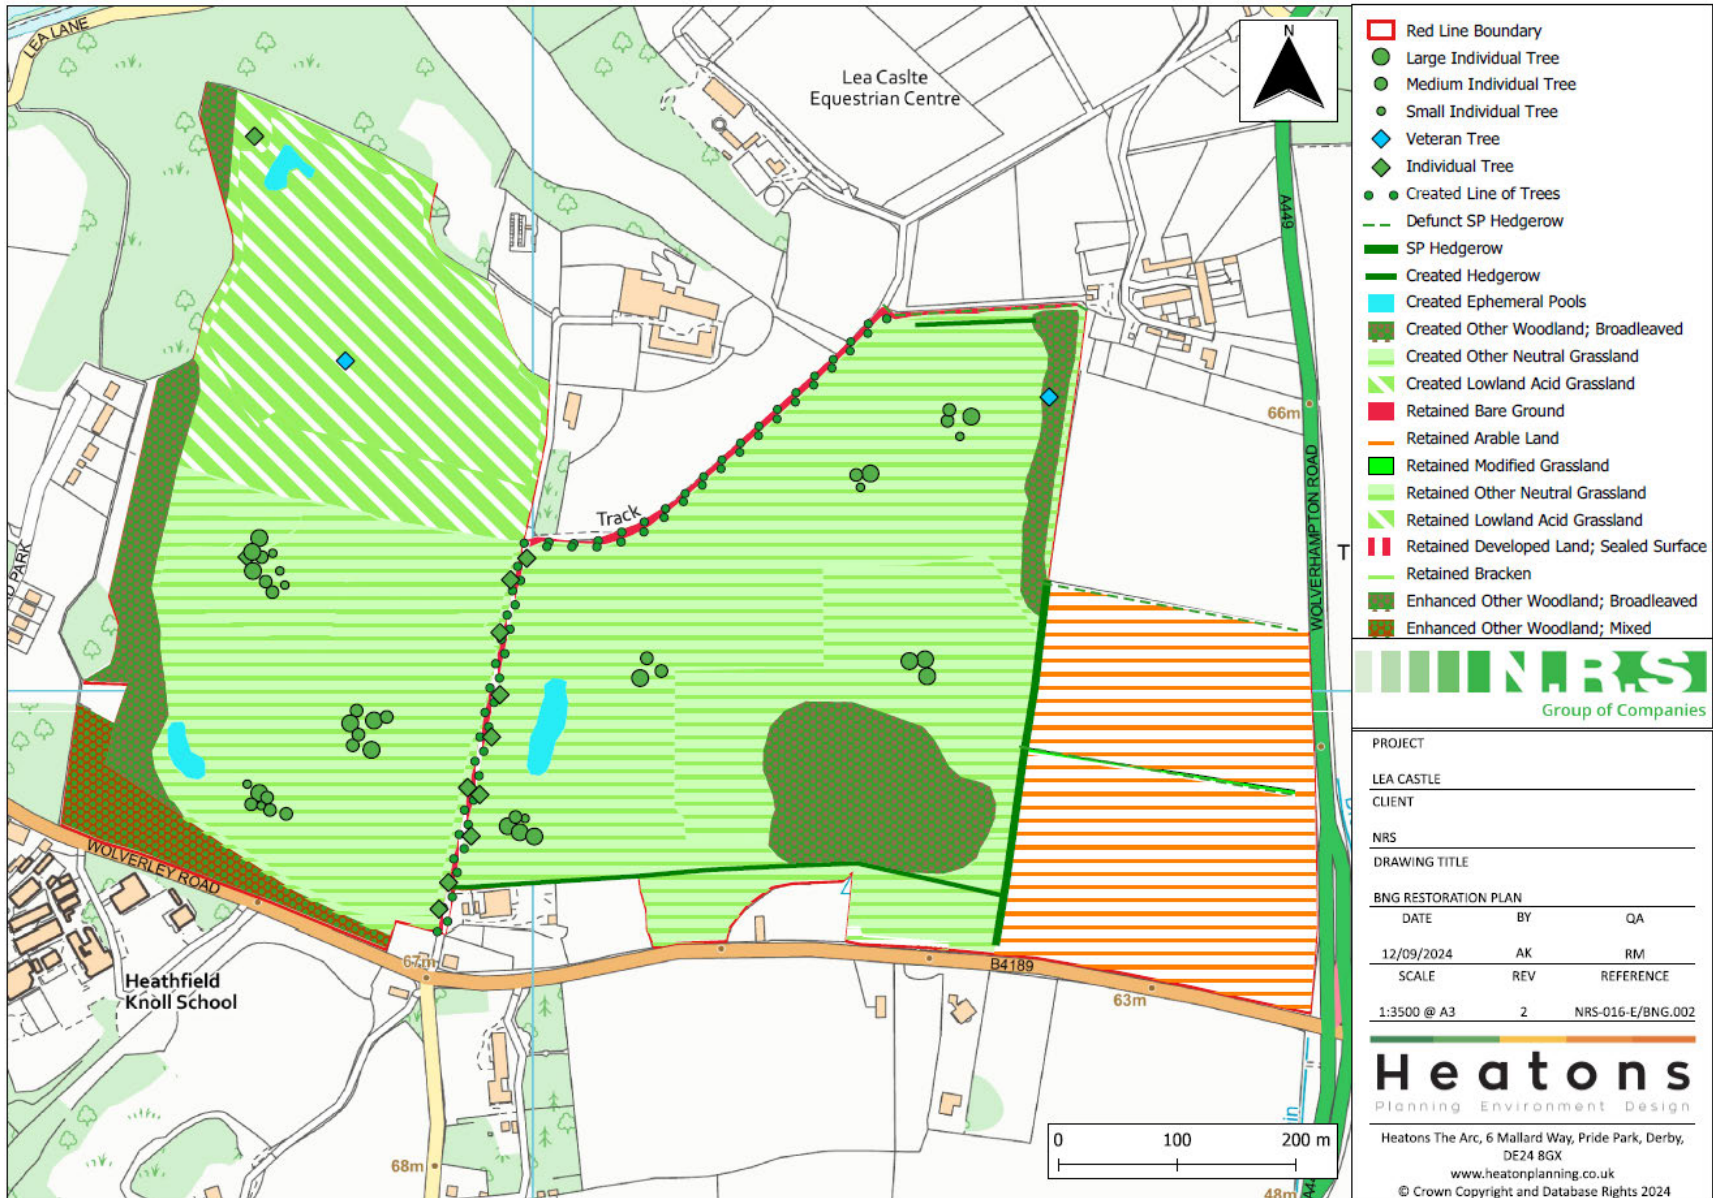 LEA LANE
Lea Caslte
Equestrian Centre
N
A449
66m
WOLVERHAMPTON ROAD
Track
T
PARK
WOLVERLEY ROAD
Heathfield
Knoll School
67m
B4189
63m
68m
48m
in
0 100 200 m
Red Line Boundary
Large Individual Tree
Medium Individual Tree
Small Individual Tree
Veteran Tree
Individual Tree
Created Line of Trees
Defunct SP Hedgerow
SP Hedgerow
Created Hedgerow
Created Ephemeral Pools
Created Other Woodland; Broadleaved
Created Other Neutral Grassland
Created Lowland Acid Grassland
Retained Bare Ground
Retained Arable Land
Retained Modified Grassland
Retained Other Neutral Grassland
Retained Lowland Acid Grassland
Retained Developed Land; Sealed Surface
Retained Bracken
Enhanced Other Woodland; Broadleaved
Enhanced Other Woodland; Mixed
N.R.S
Group of Companies
PROJECT
LEA CASTLE
CLIENT
NRS
DRAWING TITLE
BNG RESTORATION PLAN
DATE BY QA
12/09/2024 AK RM
SCALE REV REFERENCE
1:3500 @ A3 2 NRS-016-E/BNG.002
Heatons
Planning Environment Design
Heatons The Arc, 6 Mallard Way, Pride Park, Derby,
DE24 8GX
www.heatonplanning.co.uk
© Crown Copyright and Database Rights 2024